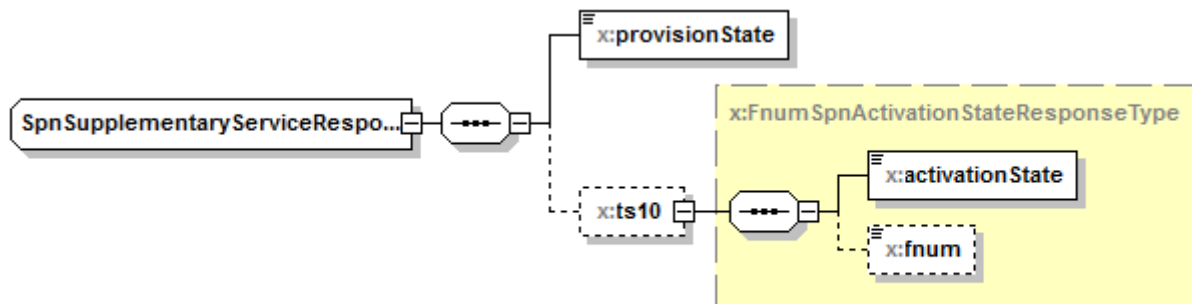 x:provisionState
x:FnumSpnActivationStateResponseType
SpnSupplementaryServiceRespo...
x:activationState
x:ts10
x:fnum